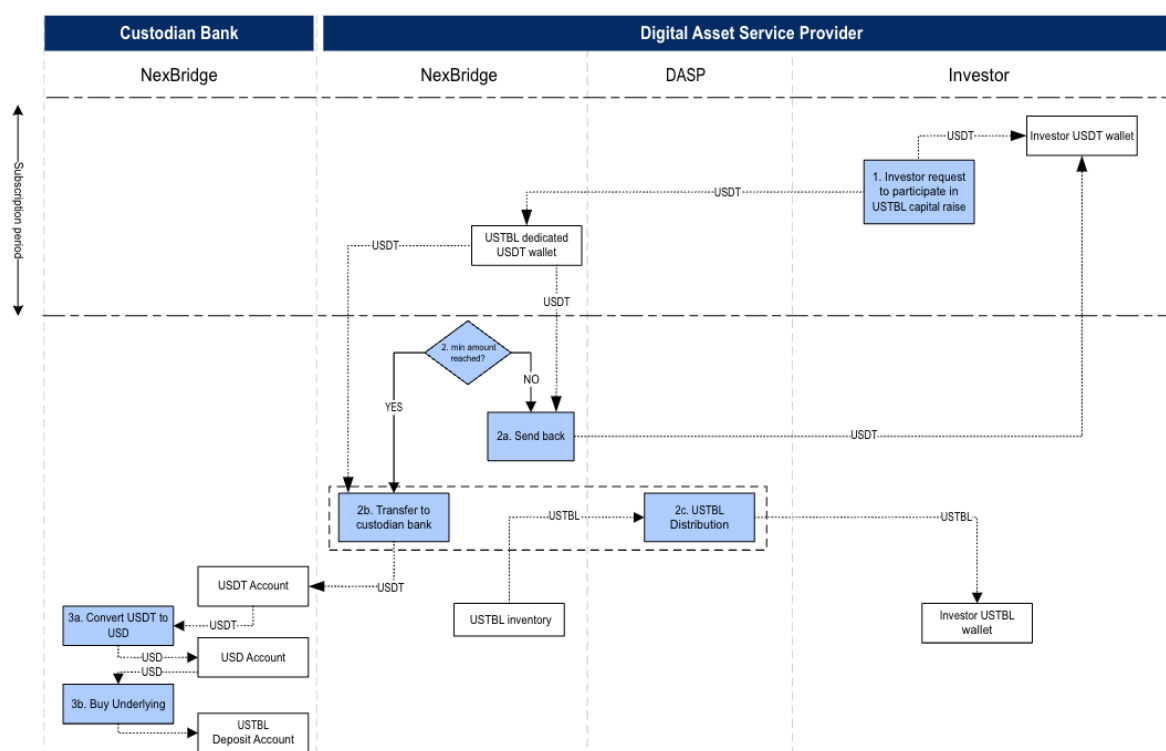 Custodian Bank
Digital Asset Service Provider
NexBridge
NexBridge
DASP
Investor
Subscription period
USDT
Investor USDT wallet
1. Investor request
to participate in
USTBL capital raise
USDT
USTBL dedicated
USDT wallet
USDT
USDT
2. min amount
reached?
NO
YES
2a. Send back
USDT
2b. Transfer to
custodian bank
USTBL
2c. USTBL
Distribution
USTBL
USDT
USDT Account
3a. Convert USDT to
USD
USDT
USTBL inventory
Investor USTBL
wallet
USD
USD Account
USD
3b. Buy Underlying
USTBL
Deposit Account